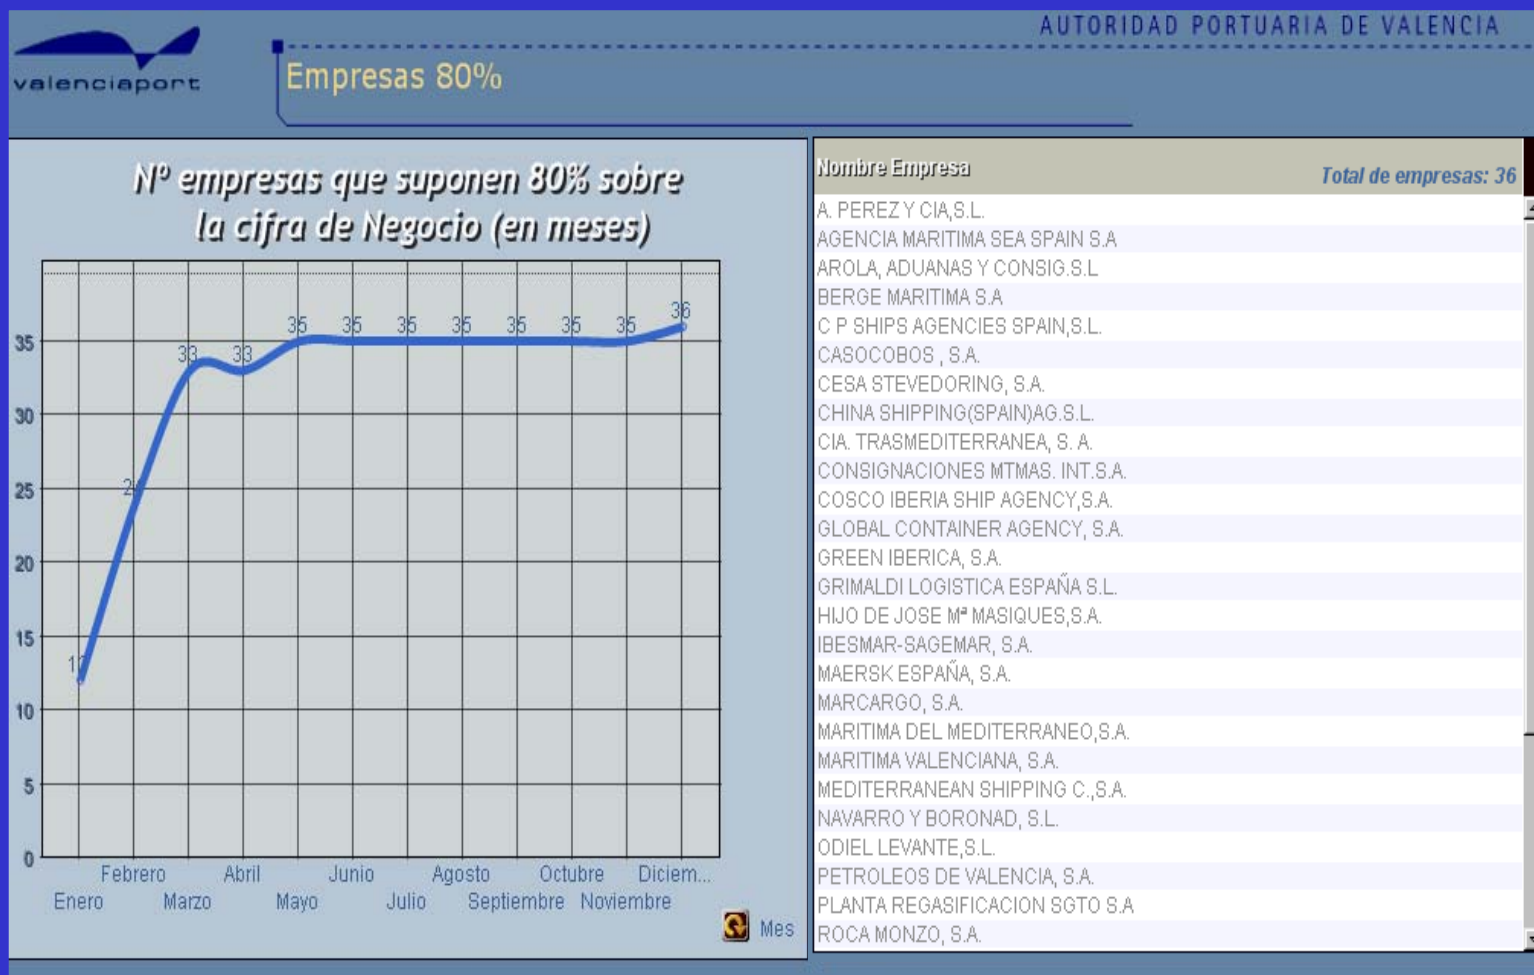 valenciaport
AUTORIDAD PORTUARIA DE VALENCIA
Empresas 80%
Nº empresas que suponen 80% sobre
la cifra de Negocio (en meses)
36
35 35 35 35 35 35 35
33 33
35
30
25
20
15
10
5
0
Febrero Abril Junio Agosto Octubre Diciem...
Enero Marzo Mayo Julio Septiembre Noviembre
Mes
Nombre Empresa
Total de empresas: 36
A. PEREZ Y CIA,S.L.
AGENCIA MARITIMA SEA SPAIN S.A
AROLA, ADUANAS Y CONSIG.S.L
BERGE MARITIMA S.A
C P SHIPS AGENCIES SPAIN,S.L.
CASOCOBOS , S.A.
CESA STEVEDORING, S.A.
CHINA SHIPPING(SPAIN)AG.S.L.
CIA. TRASMEDITERRANEA, S. A.
CONSIGNACIONES MTMAS. INT.S.A.
COSCO IBERIA SHIP AGENCY,S.A.
GLOBAL CONTAINER AGENCY, S.A.
GREEN IBERICA, S.A.
GRIMALDI LOGISTICA ESPAÑA S.L.
HIJO DE JOSE Mª MASIQUES,S.A.
IBESMAR-SAGEMAR, S.A.
MAERSK ESPAÑA, S.A.
MARCARGO, S.A.
MARITIMA DEL MEDITERRANEO,S.A.
MARITIMA VALENCIANA, S.A.
MEDITERRANEAN SHIPPING C.,S.A.
NAVARRO Y BORONAD, S.L.
ODIEL LEVANTE,S.L.
PETROLEOS DE VALENCIA, S.A.
PLANTA REGASIFICACION SGTO S.A
ROCA MONZO, S.A.